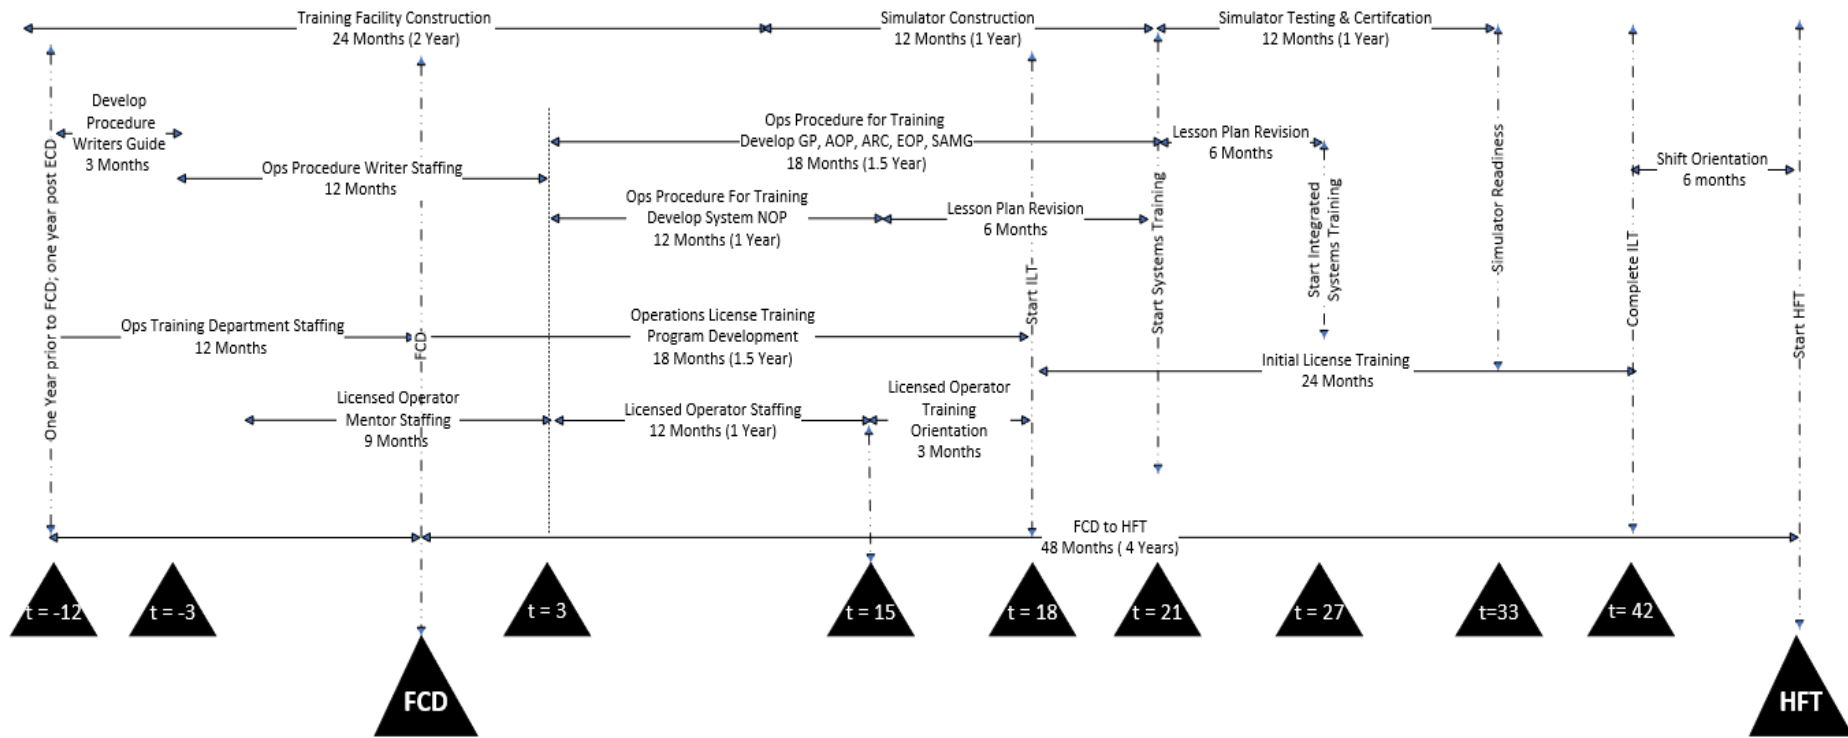 Training Facility Construction
24 Months (2 Year)
Simulator Construction
12 Months (1 Year)
Simulator Testing & Certifcation
12 Months (1 Year)
One Year prior to FCD; one year post ECD
Develop
Procedure
Writers Guide
3 Months
Ops Procedure Writer Staffing
12 Months
Ops Procedure for Training
Develop GP, AOP, ARC, EOP, SAMG
18 Months (1.5 Year)
Lesson Plan Revision
6 Months
Ops Procedure For Training
Develop System NOP
12 Months (1 Year)
Lesson Plan Revision
6 Months
Shift Orientation
6 months
Start ILT
Start Systems Training
Start Integrated
Systems Training
Simulator Readiness
Complete ILT
Start HFT
Ops Training Department Staffing
12 Months
FCD
Operations License Training
Program Development
18 Months (1.5 Year)
Initial License Training
24 Months
Licensed Operator
Mentor Staffing
9 Months
Licensed Operator Staffing
12 Months (1 Year)
Licensed Operator
Training
Orientation
3 Months
FCD to HFT
48 Months ( 4 Years)
t = -12
t = -3
t = 3
t = 15
t = 18
t = 21
t = 27
t=33
t= 42
FCD
HFT